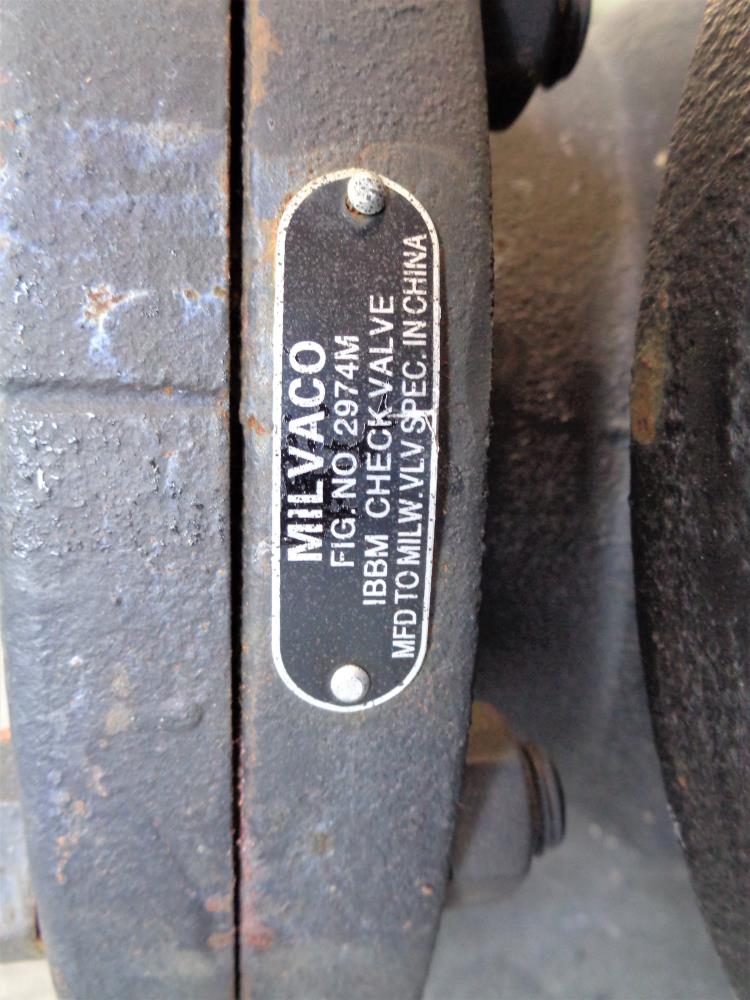 MILVACO
FIG. NO 2974M
IBBM CHECK VALVE
MFD TO MILW. VLV SPEC. IN CHINA